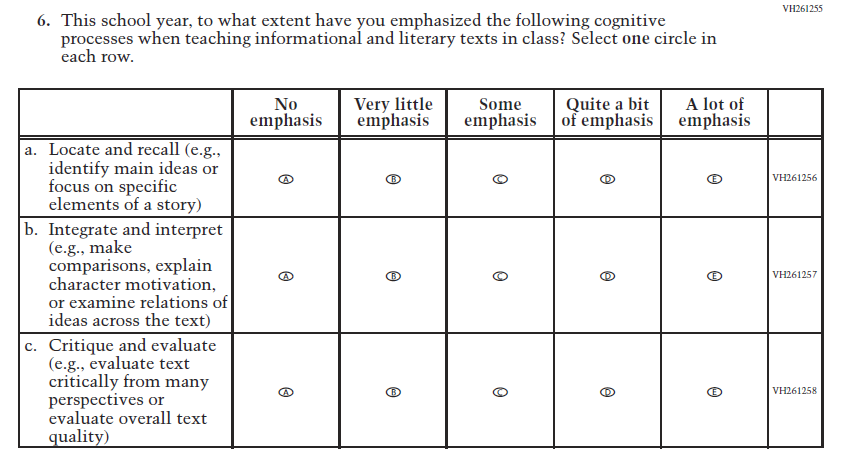 VH261255
6. This school year, to what extent have you emphasized the following cognitive
processes when teaching informational and literary texts in class? Select one circle in
each row.
No emphasis Very little emphasis Some emphasis Quite a bit of emphasis A lot of emphasis
a. Locate and recall (e.g.,
identify main ideas or
focus on specific
elements of a story)
A B C D E VH261256
b. Integrate and interpret
(e.g., make
comparisons, explain
character motivation,
or examine relations of
ideas across the text)
A B C D E VH261257
c. Critique and evaluate
(e.g., evaluate text
critically from many
perspectives or
evaluate overall text
quality)
A B C D E VH261258